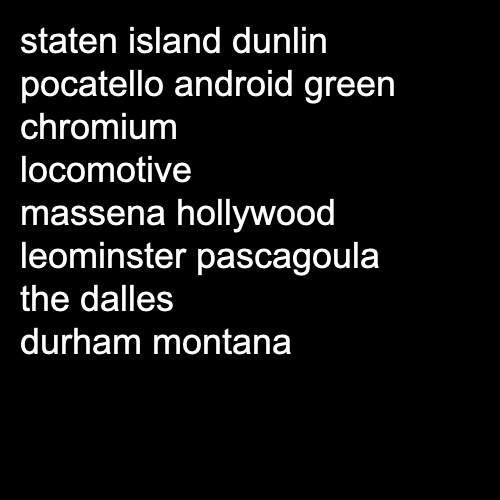 staten island dunlin
pocatello android green
chromium
locomotive
massena hollywood
leominster pascagoula
the dalles
durham montana